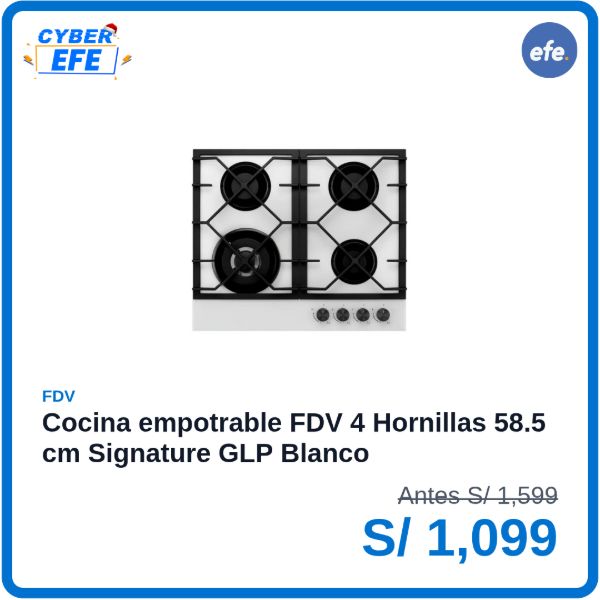 CYBER
EFE
efe.
FDV
Cocina empotrable FDV 4 Hornillas 58.5
cm Signature GLP Blanco
Antes S/ 1,599
S/ 1,099